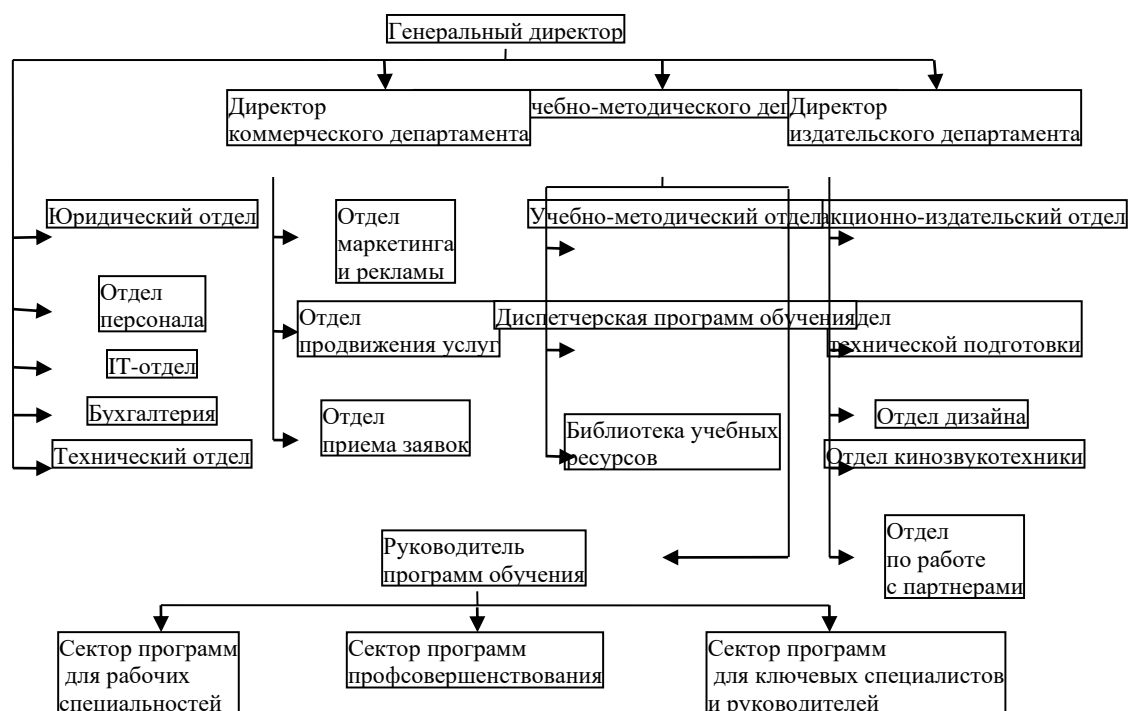 Генеральный директор
Директор
коммерческого департамента
чебно-методического де
Директор
издательского департамента
Юридический отдел
Отдел
маркетинга
и рекламы
Учебно-методический отдел
акционно-издательский отдел
Отдел
персонала
Отдел
продвижения услуг
Диспетчерская программ обучения
дел
технической подготовки
IT-отдел
Бухгалтерия
Отдел
приема заявок
Библиотека учебных
ресурсов
Отдел дизайна
Технический отдел
Отдел кинозвукотехники
Руководитель
программ обучения
Отдел
по работе
с партнерами
Сектор программ
для рабочих
специальностей
Сектор программ
профсовершенствования
Сектор программ
для ключевых специалистов
и руководителей